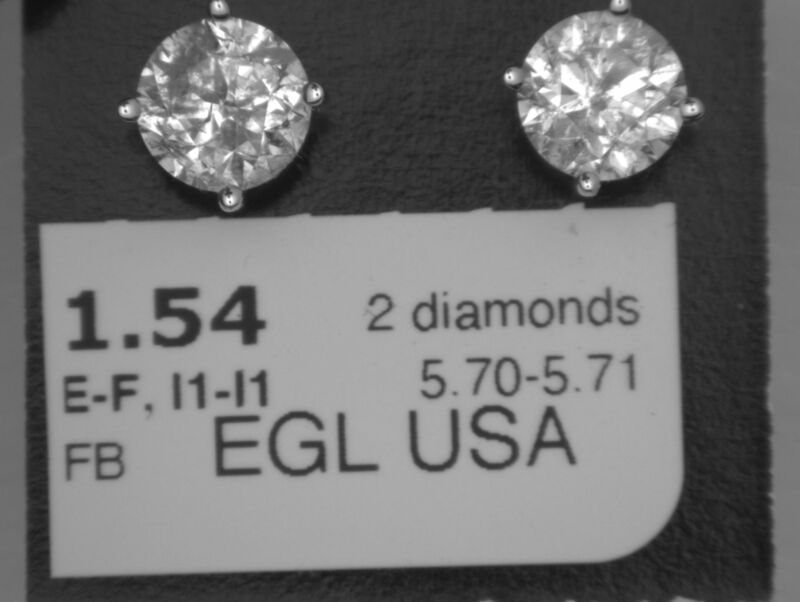 1.54 2 diamonds
E-F, I1-I1 5.70-5.71
FB EGL USA